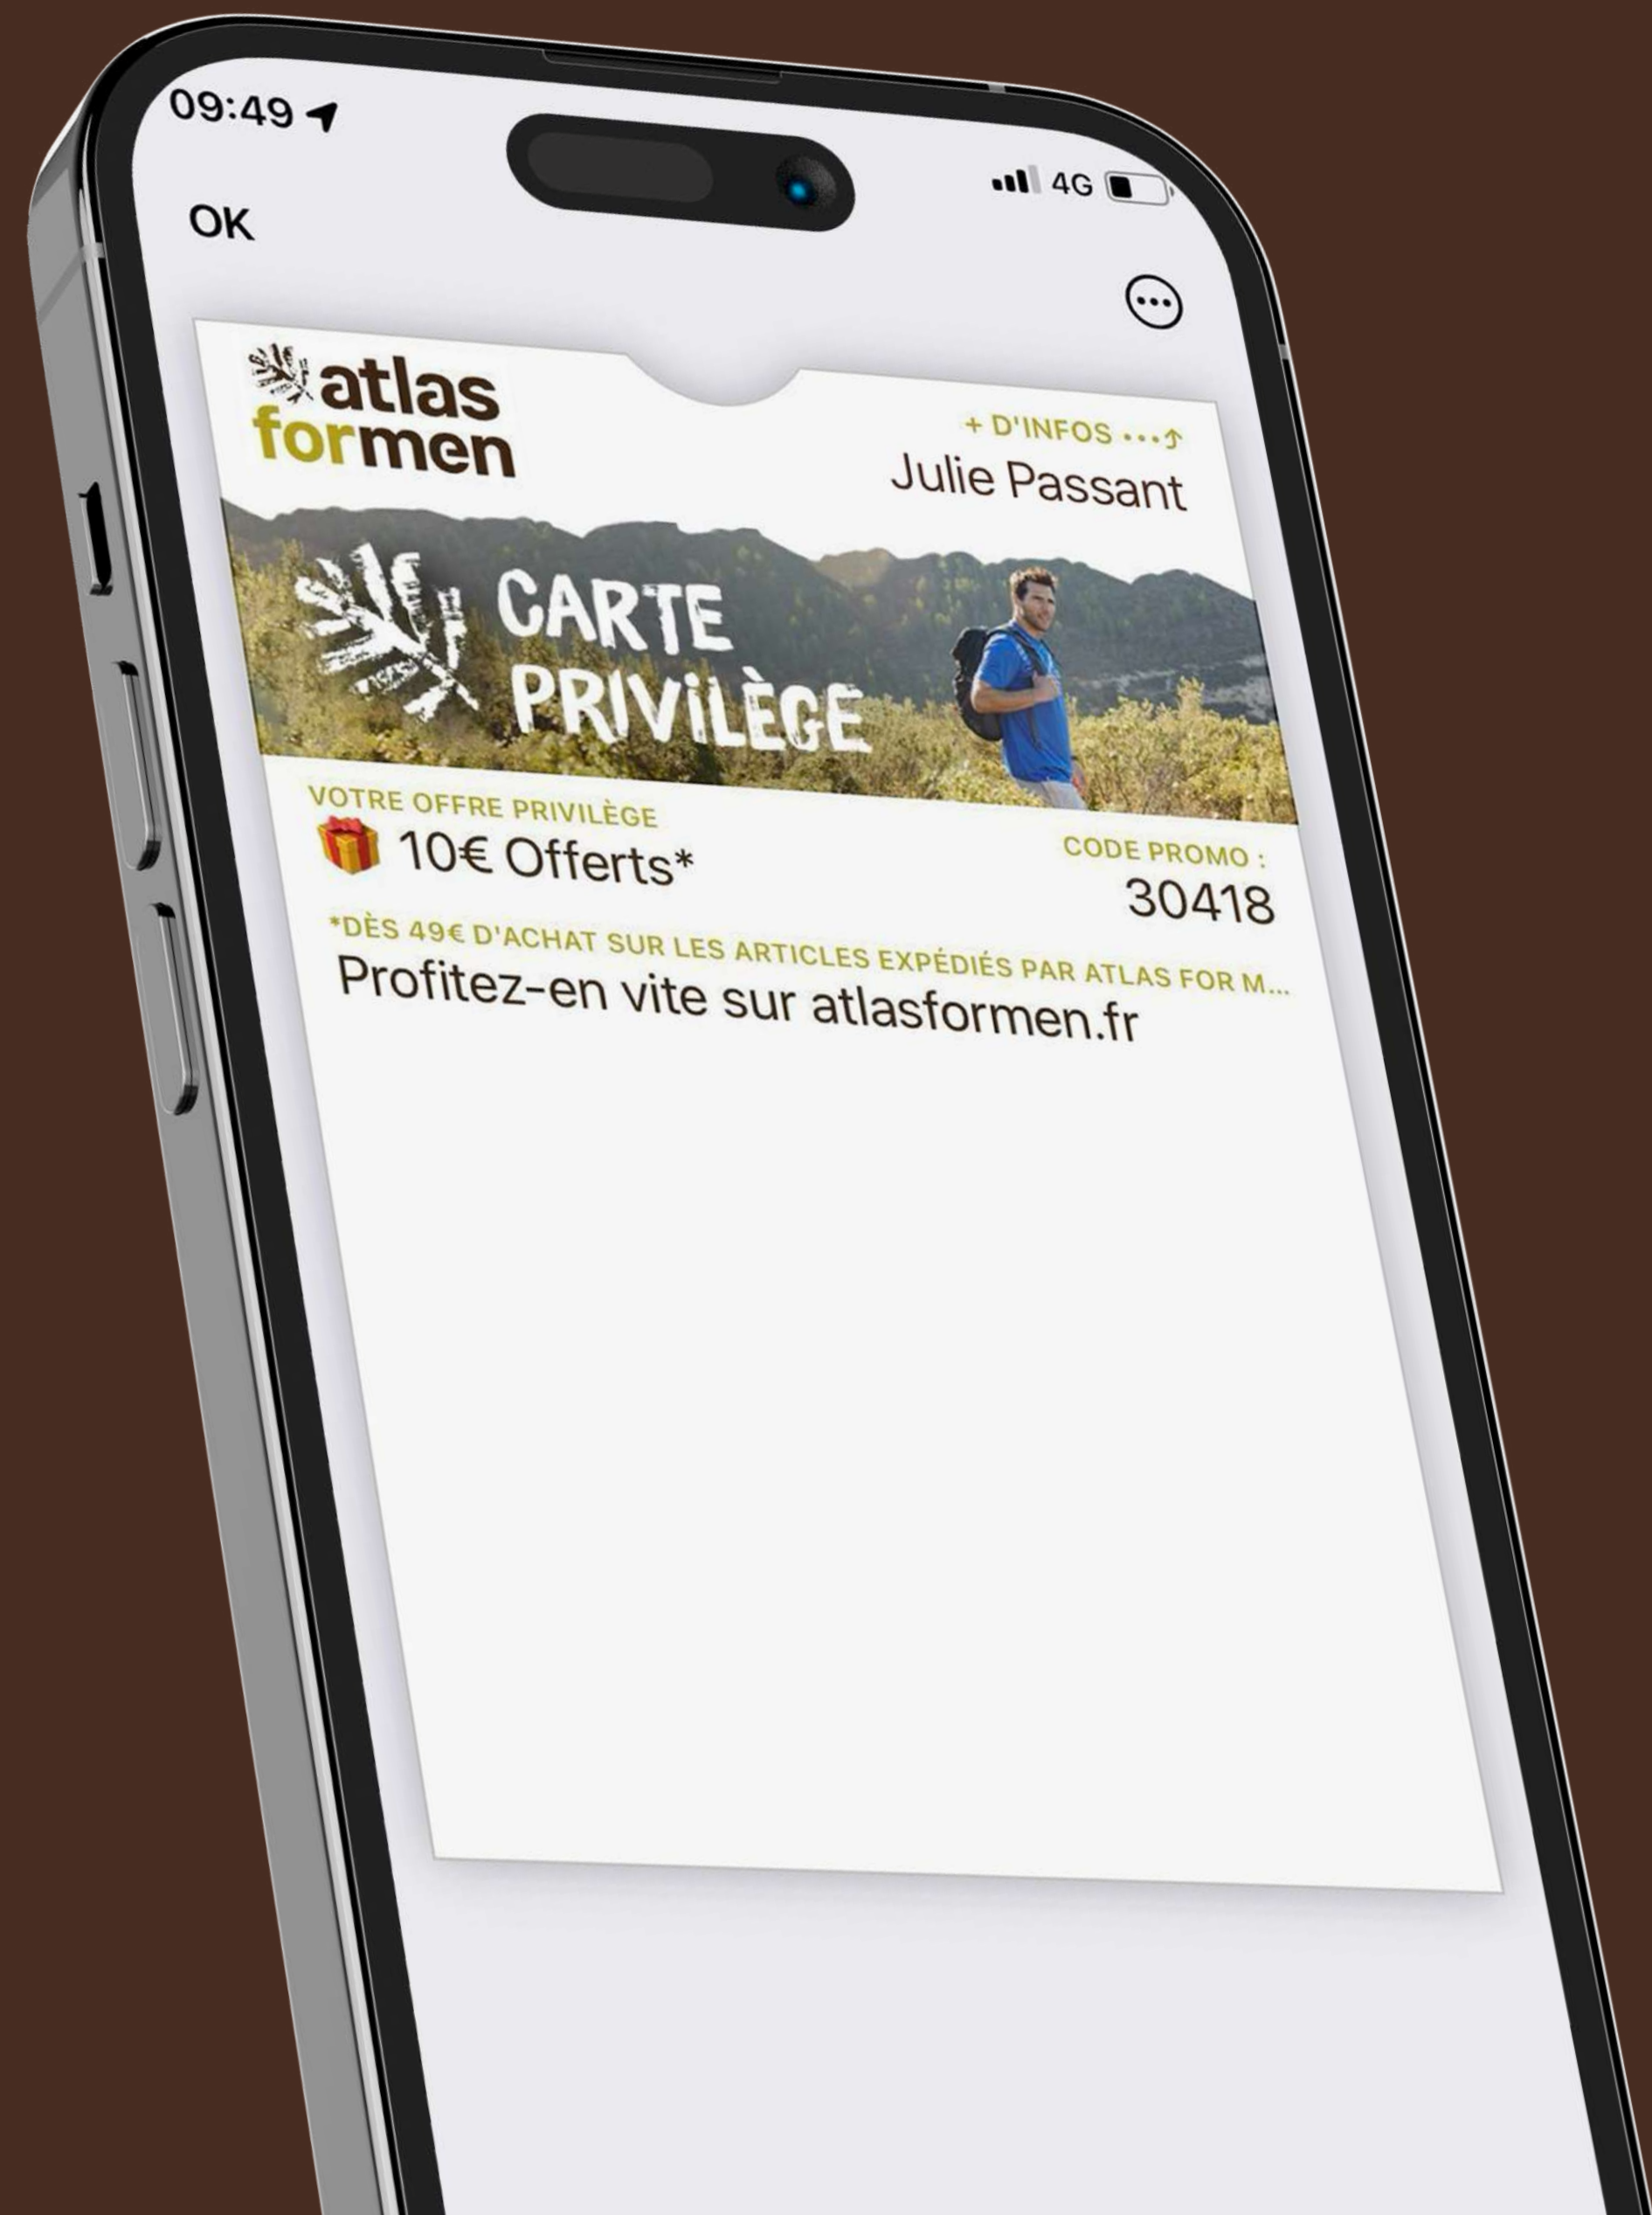 09:49
4G
OK
atlas
formen
+ D'INFOS ...↑
Julie Passant
CARTE
PRIVILÈGE
VOTRE OFFRE PRIVILÈGE
🎁 10€ Offerts*
CODE PROMO :
30418
*DÈS 49€ D'ACHAT SUR LES ARTICLES EXPÉDIÉS PAR ATLAS FOR M...
Profitez-en vite sur atlasformen.fr